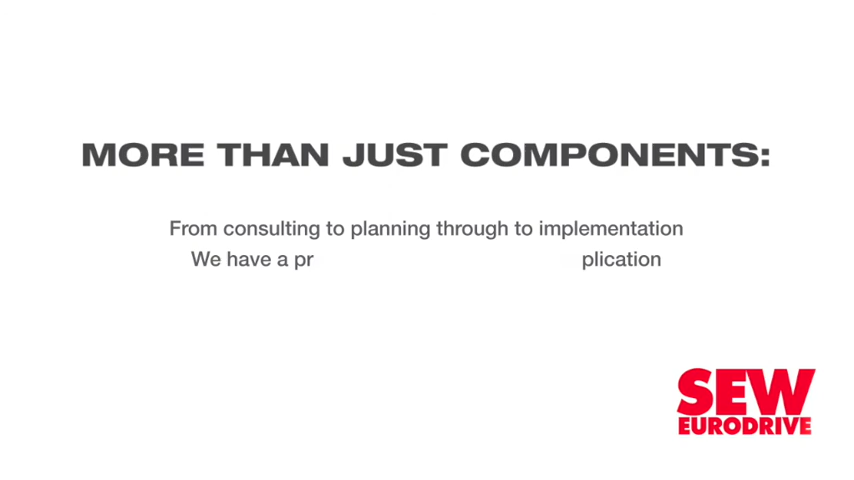 MORE THAN JUST COMPONENTS:
From consulting to planning through to implementation
We have a pr plication
SEW
EURODRIVE